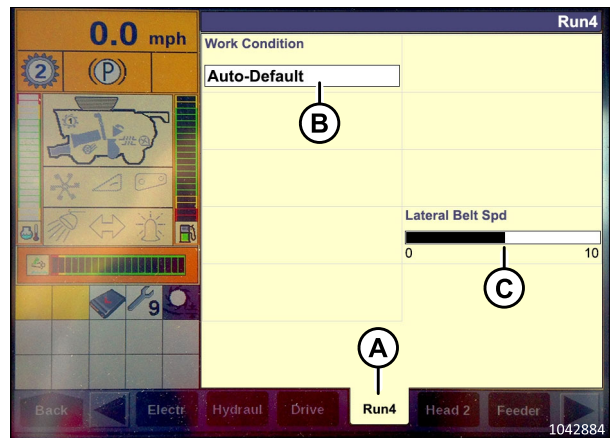 Run4
0.0 mph
Work Condition
Auto-Default
2
(P)
B
1
Lateral Belt Spd
0 10
C
9
A
Back
Electr
Hydraul
Drive
Run4
Head 2
Feeder
1042884